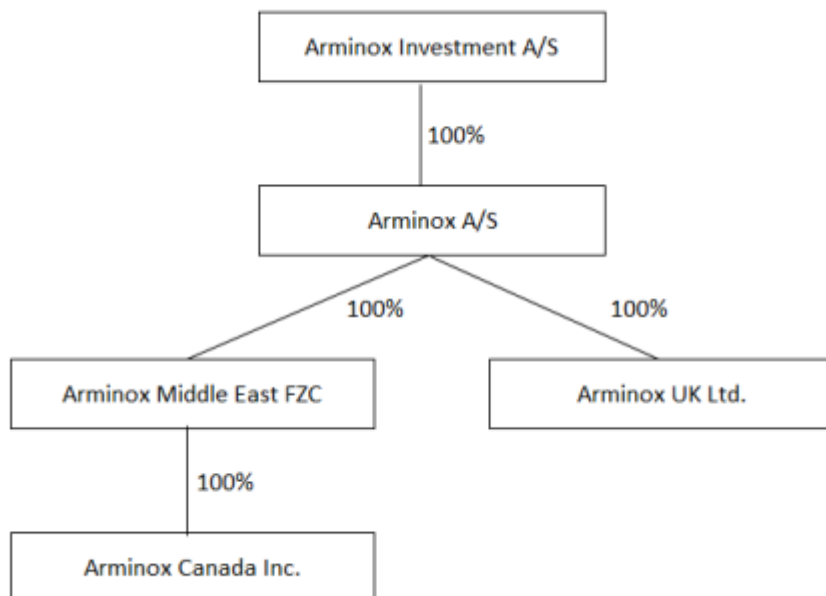 Arminox Investment A/S
100%
Arminox A/S
100%
100%
Arminox Middle East FZC
Arminox UK Ltd.
100%
Arminox Canada Inc.